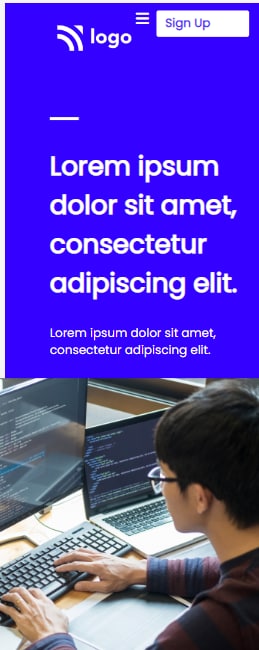 logo
Sign Up
Lorem ipsum
dolor sit amet,
consectetur
adipiscing elit.
Lorem ipsum dolor sit amet,
consectetur adipiscing elit.